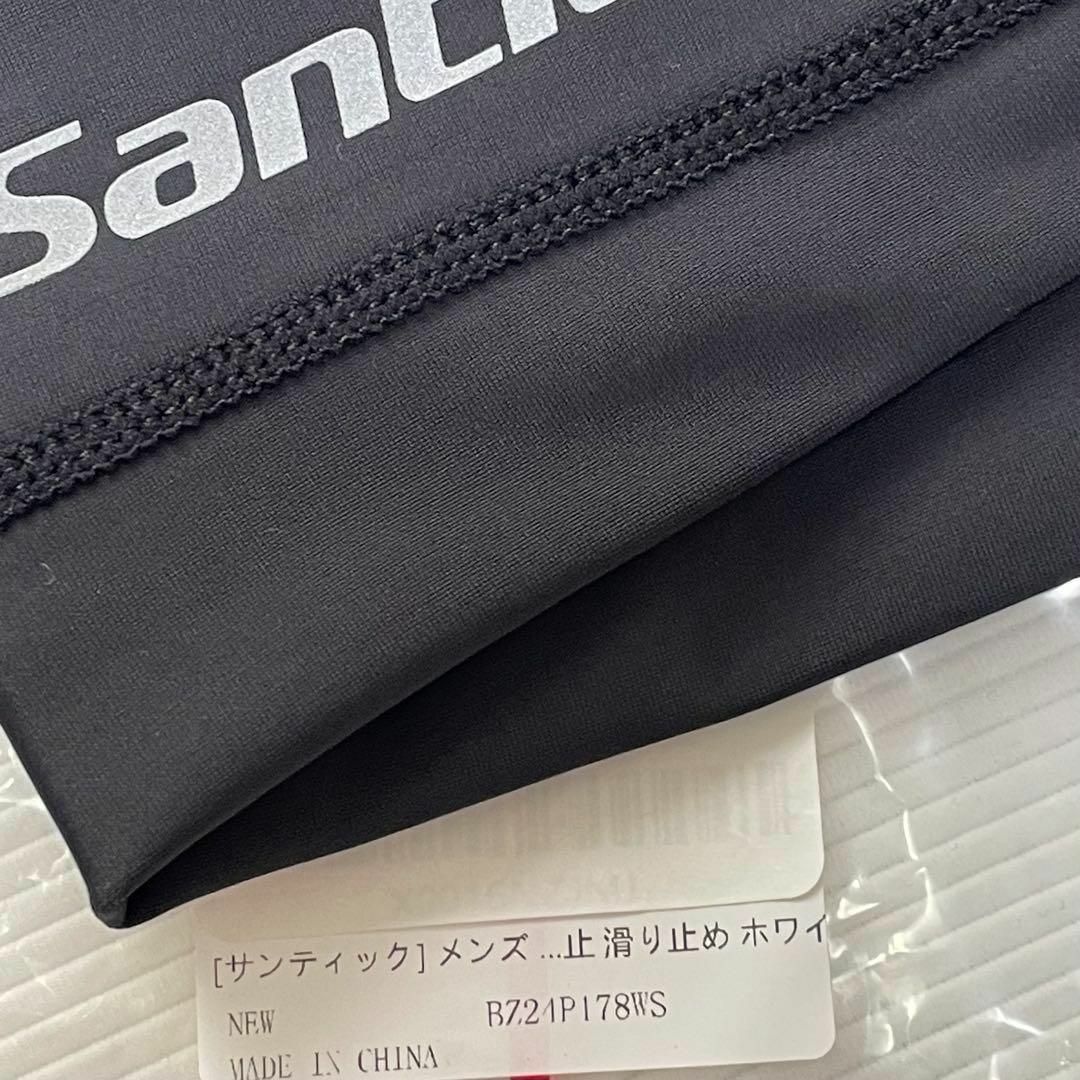 Santic
[サンティック] メンズ ...止 滑り止め ホワイ
NEW BZ24P178WS
MADE IN CHINA